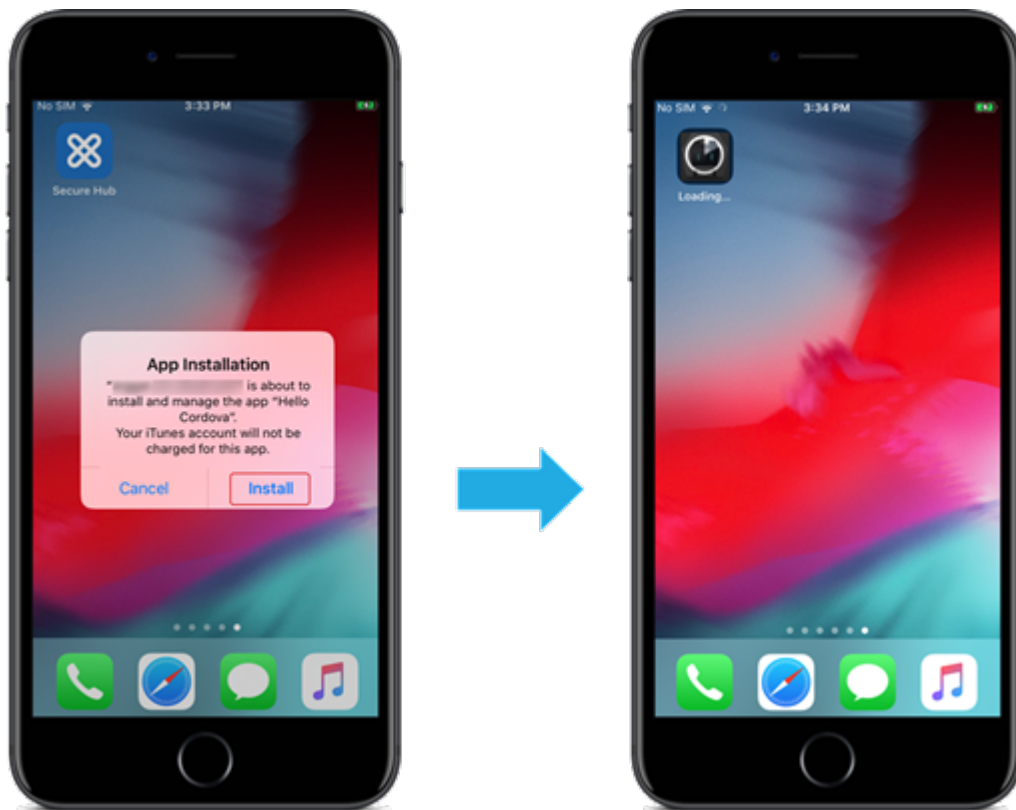 No SIM 3:33 PM
Secure Hub
App Installation
" " is about to
install and manage the app "Hello
Cordova".
Your iTunes account will not be
charged for this app.
Cancel Install
No SIM 3:34 PM
Loading...